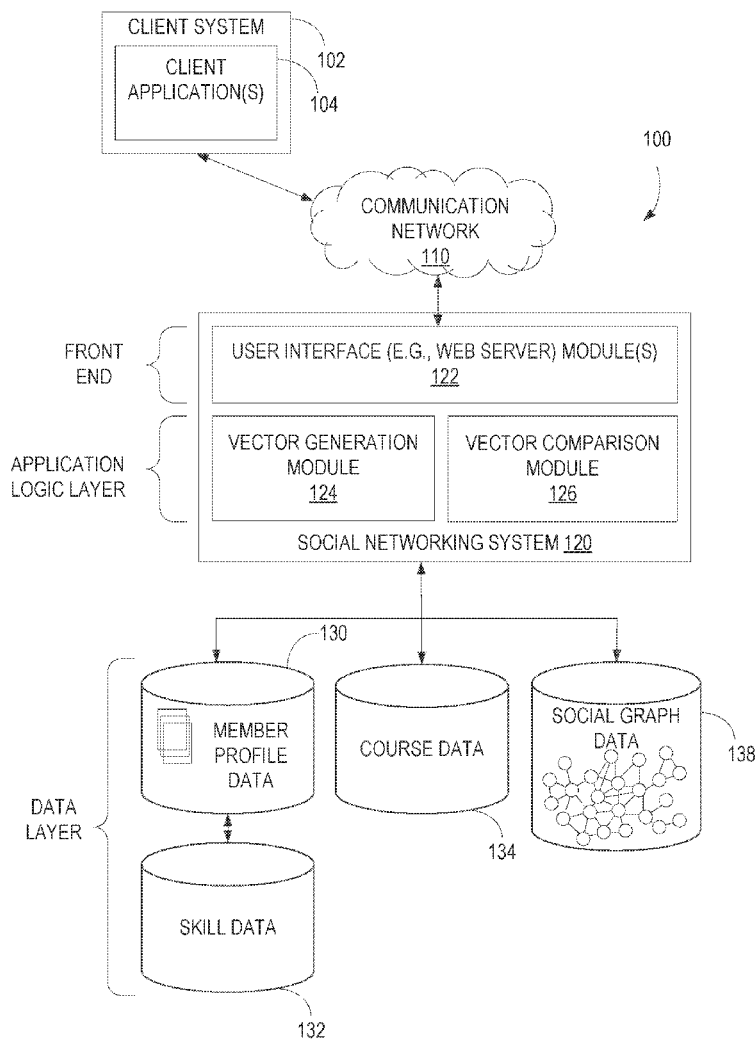 CLIENT SYSTEM
102
CLIENT
APPLICATION(S)
104
100
COMMUNICATION
NETWORK
110
FRONT
END
USER INTERFACE (E.G., WEB SERVER) MODULE(S)
122
APPLICATION
LOGIC LAYER
VECTOR GENERATION
MODULE
124
VECTOR COMPARISON
MODULE
126
SOCIAL NETWORKING SYSTEM 120
130
MEMBER
PROFILE
DATA
COURSE DATA
134
SOCIAL GRAPH
DATA
138
DATA
LAYER
SKILL DATA
132